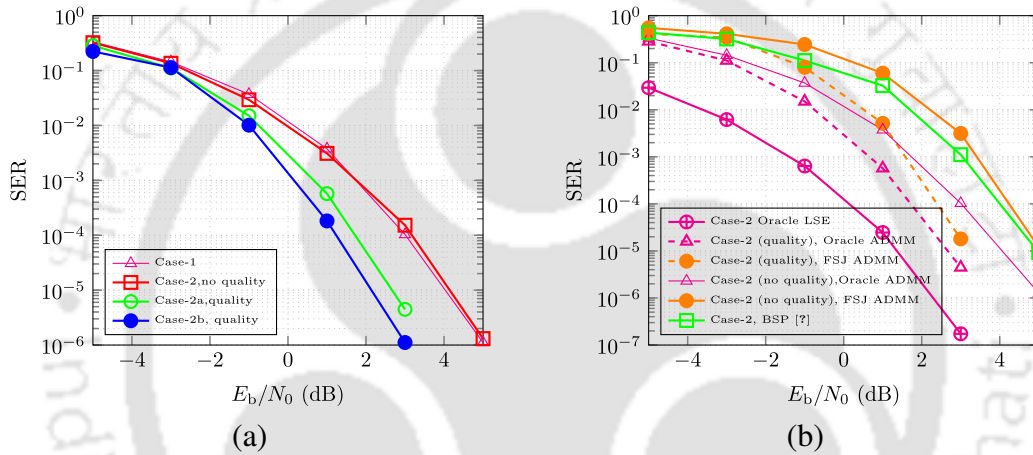 10^0
10^-1
10^-2
10^-3
10^-4
10^-5
10^-6
SER
Case-1
Case-2,no quality
Case-2a,quality
Case-2b, quality
−4 −2 0 2 4
E_b/N_0 (dB)
(a)
10^0
10^-1
10^-2
10^-3
10^-4
10^-5
10^-6
10^-7
SER
Case-2 Oracle LSE
Case-2 (quality), Oracle ADMM
Case-2 (quality), FSJ ADMM
Case-2 (no quality),Oracle ADMM
Case-2 (no quality), FSJ ADMM
Case-2, BSP [?]
−4 −2 0 2 4
E_b/N_0 (dB)
(b)